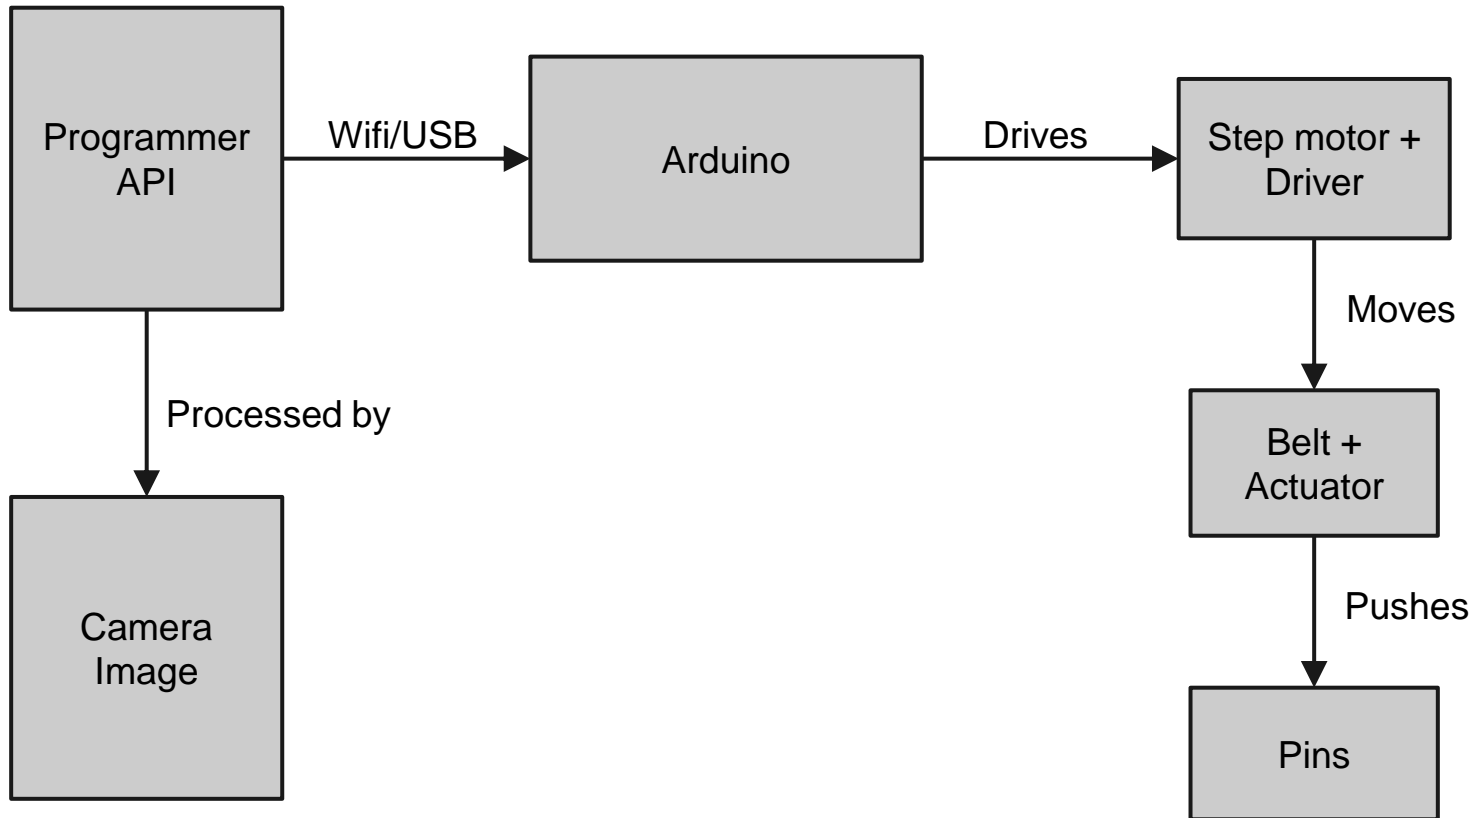 Programmer
API
Wifi/USB
Arduino
Drives
Step motor +
Driver
Moves
Processed by
Belt +
Actuator
Camera
Image
Pushes
Pins